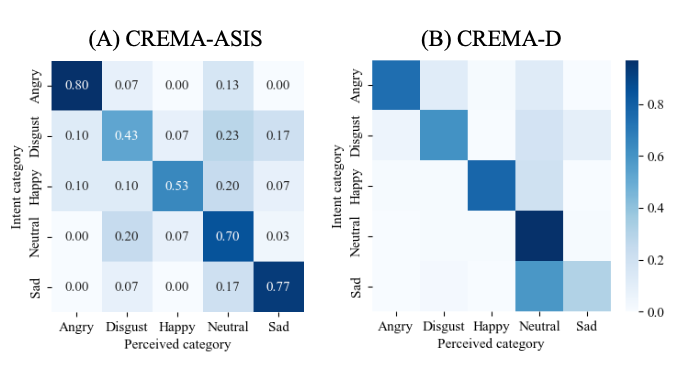 (A) CREMA-ASIS
(B) CREMA-D
Intent category
Angry
Disgust
Happy
Neutral
Sad
0.80 0.07 0.00 0.13 0.00
0.10 0.43 0.07 0.23 0.17
0.10 0.10 0.53 0.20 0.07
0.00 0.20 0.07 0.70 0.03
0.00 0.07 0.00 0.17 0.77
Angry Disgust Happy Neutral Sad
Perceived category
Intent category
Angry
Disgust
Happy
Neutral
Sad
Angry Disgust Happy Neutral Sad
Perceived category
0.8
0.6
0.4
0.2
0.0